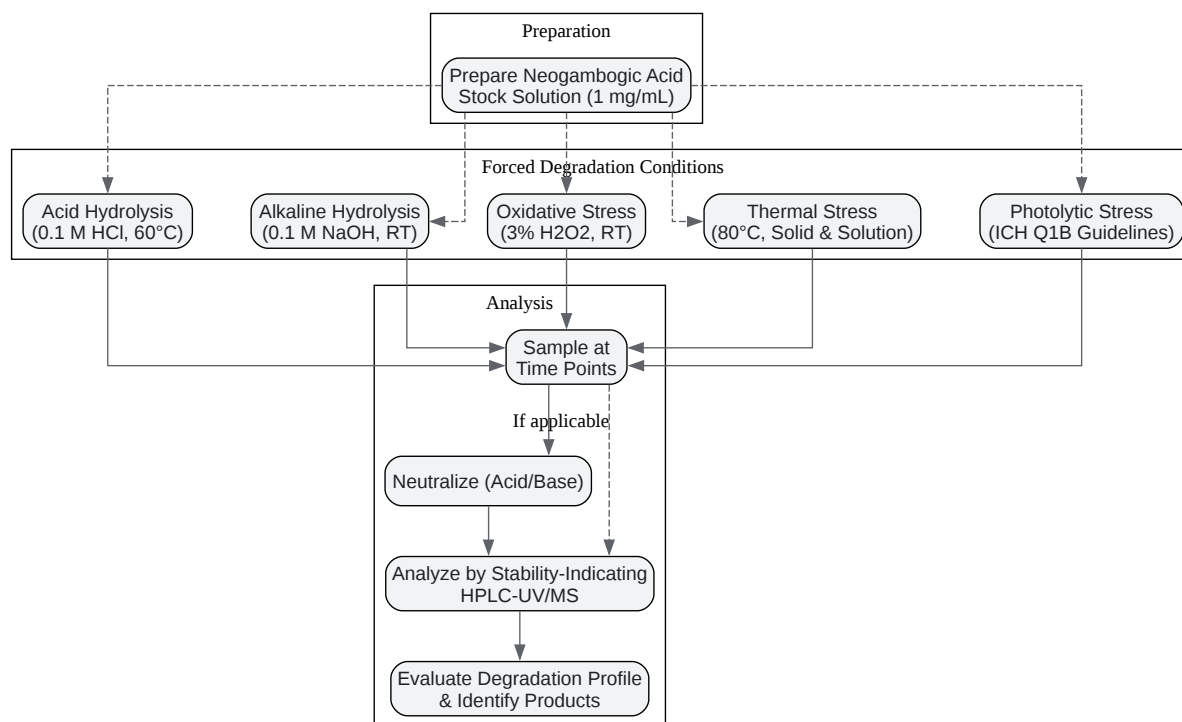 Preparation
Prepare Neogambogic Acid
Stock Solution (1 mg/mL)
Forced Degradation Conditions
Acid Hydrolysis
(0.1 M HCl, 60°C)
Alkaline Hydrolysis
(0.1 M NaOH, RT)
Oxidative Stress
(3% H2O2, RT)
Thermal Stress
(80°C, Solid & Solution)
Photolytic Stress
(ICH Q1B Guidelines)
Analysis
Sample at
Time Points
If applicable
Neutralize (Acid/Base)
Analyze by Stability-Indicating
HPLC-UV/MS
Evaluate Degradation Profile
& Identify Products